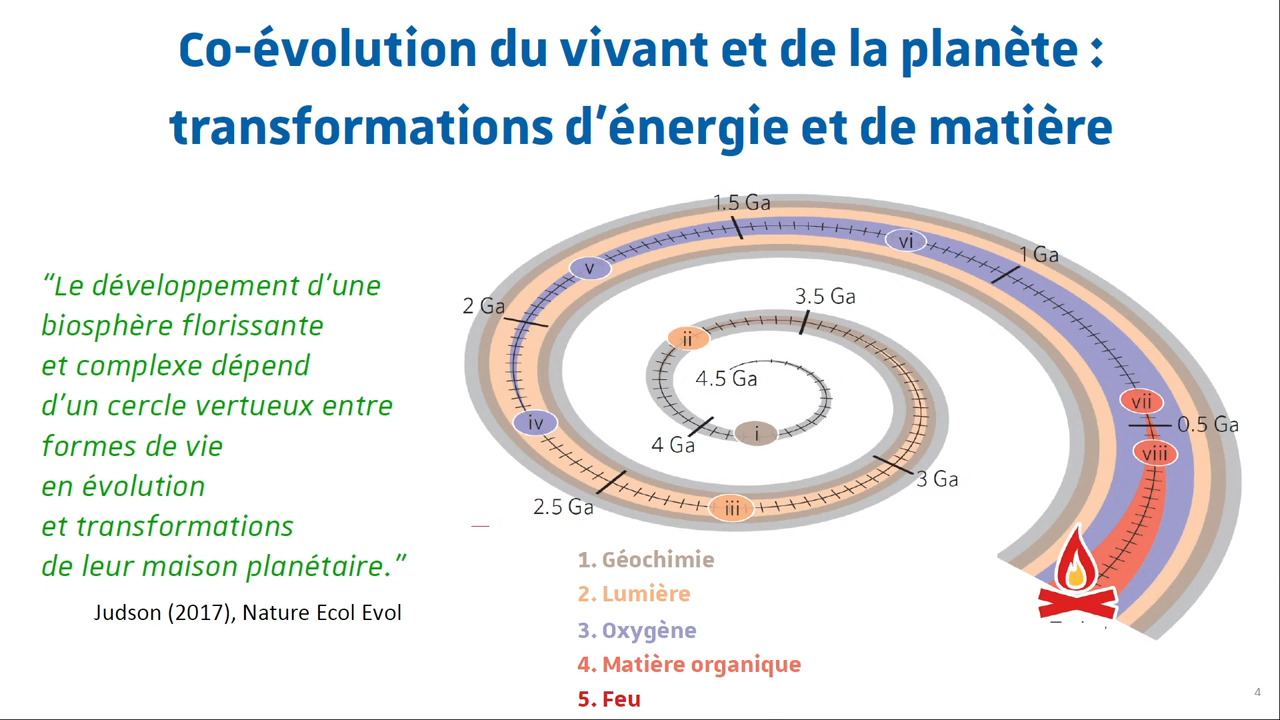 Co-évolution du vivant et de la planète :
transformations d’énergie et de matière
“Le développement d’une
biosphère florissante
et complexe dépend
d’un cercle vertueux entre
formes de vie
en évolution
et transformations
de leur maison planétaire.”
Judson (2017), Nature Ecol Evol
1.5 Ga
vi
1 Ga
v
2 Ga
3.5 Ga
ii
4.5 Ga
vii
0.5 Ga
iv
i
4 Ga
viii
3 Ga
2.5 Ga
iii
1. Géochimie
2. Lumière
3. Oxygène
4. Matière organique
5. Feu
4